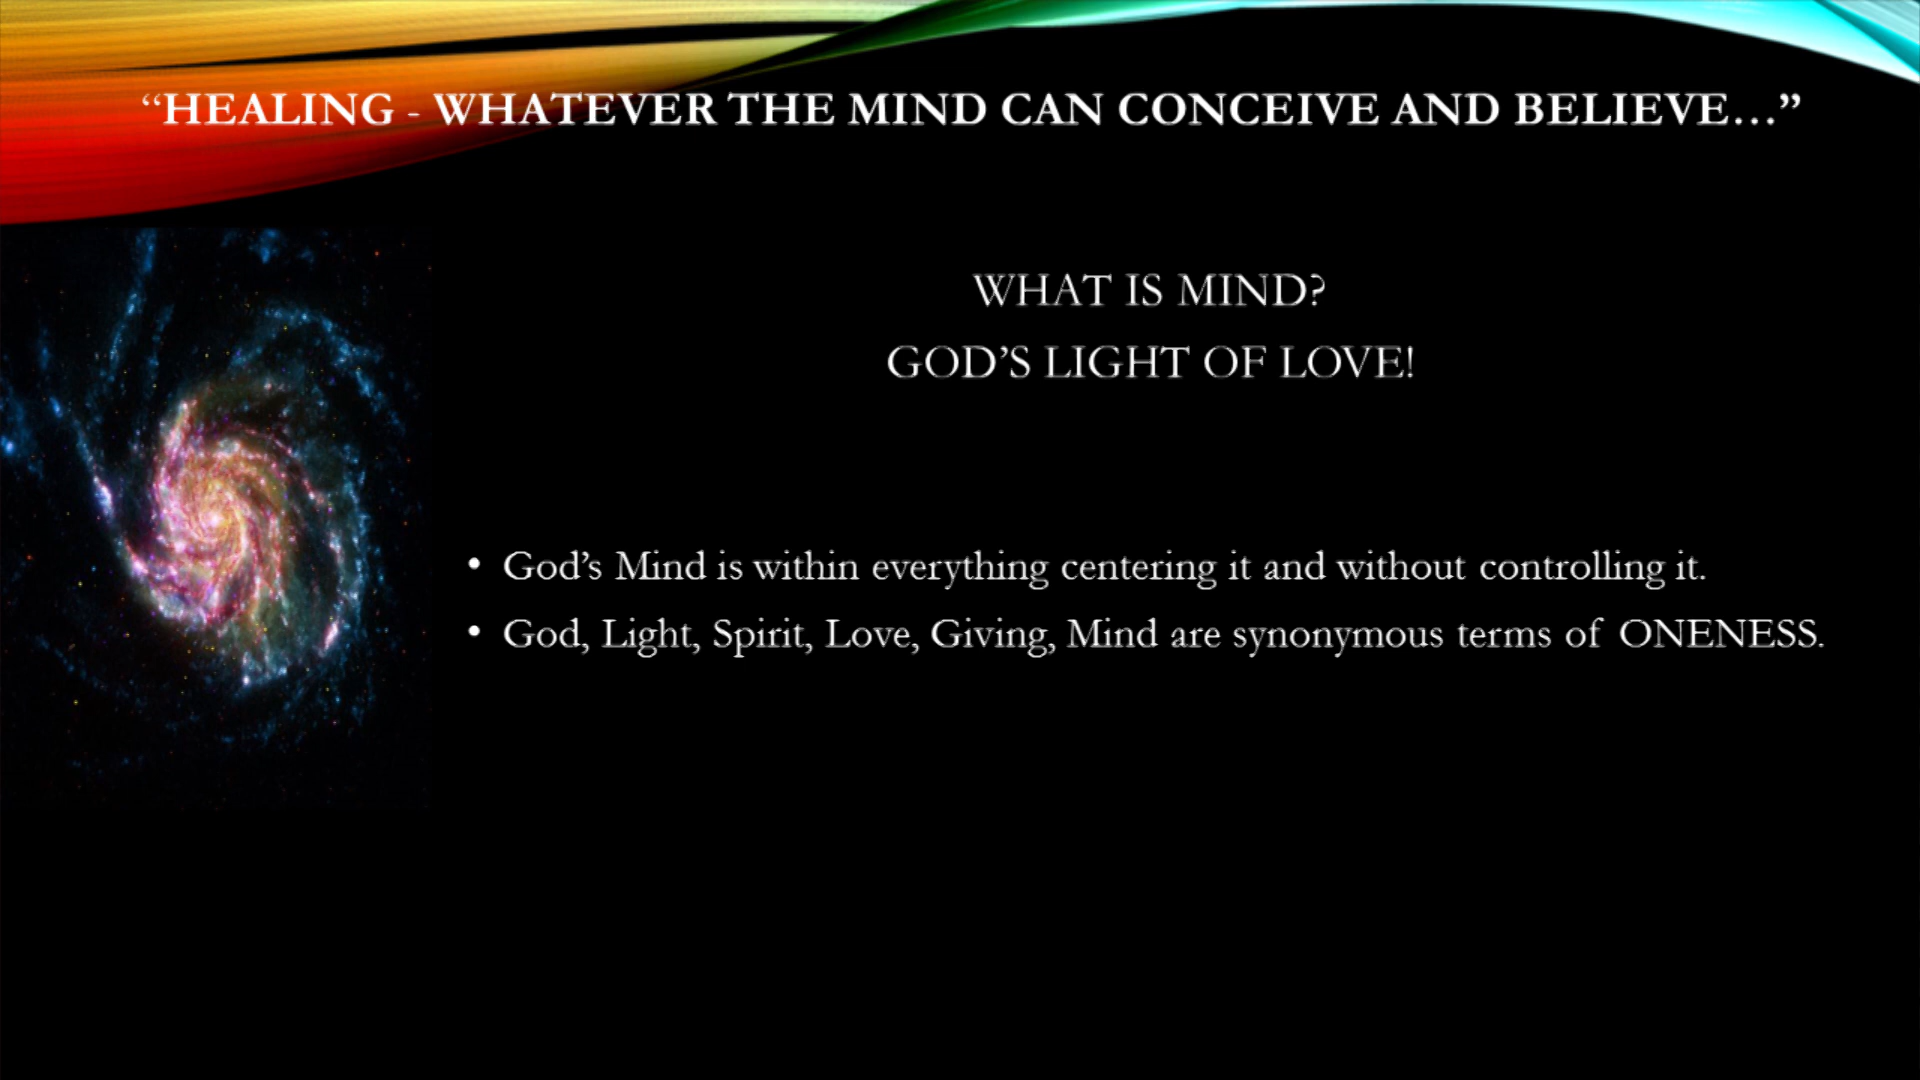 “HEALING - WHATEVER THE MIND CAN CONCEIVE AND BELIEVE…”
WHAT IS MIND?
GOD’S LIGHT OF LOVE!
• God’s Mind is within everything centering it and without controlling it.
• God, Light, Spirit, Love, Giving, Mind are synonymous terms of ONENESS.